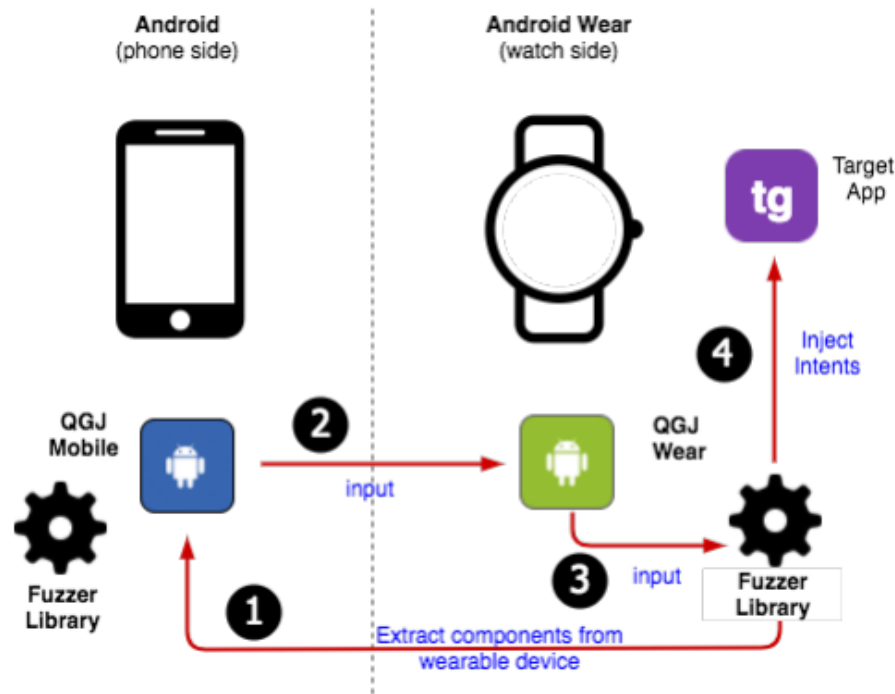 Android
(phone side)
Android Wear
(watch side)
tg
Target
App
4
Inject
Intents
QGJ
Mobile
2
input
QGJ
Wear
Fuzzer
Library
3
input
Fuzzer
Library
1
Extract components from
wearable device